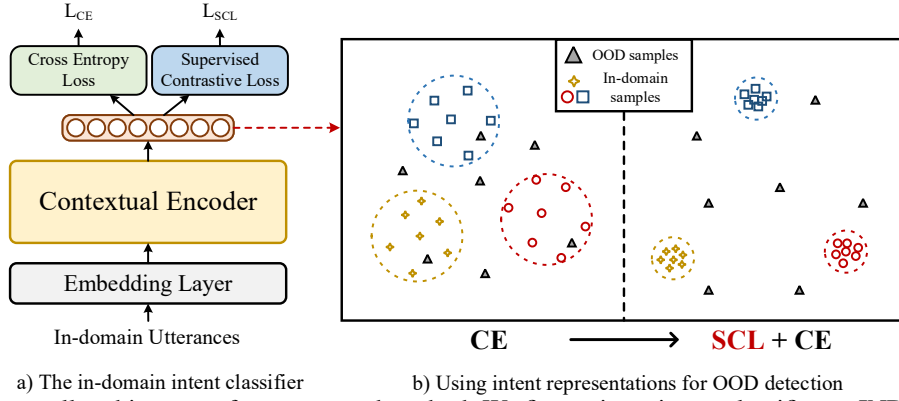 L_CE
L_SCL
Cross Entropy
Loss
Supervised
Contrastive Loss
Contextual Encoder
Embedding Layer
In-domain Utterances
a) The in-domain intent classifier
OOD samples
In-domain
samples
CE
SCL + CE
b) Using intent representations for OOD detection